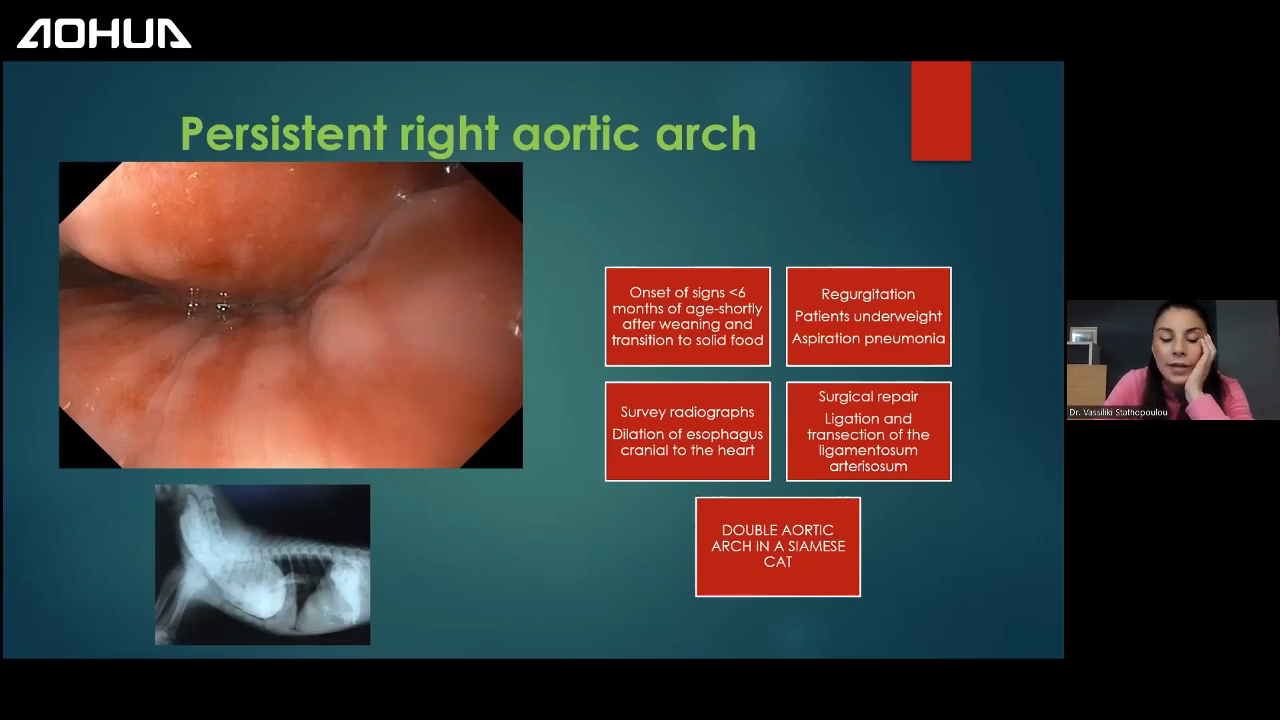 AOHUA
Persistent right aortic arch
Onset of signs <6
months of age-shortly
after weaning and
transition to solid food
Regurgitation
Patients underweight
Aspiration pneumonia
Survey radiographs
Dilation of esophagus
cranial to the heart
Surgical repair
Ligation and
transection of the
ligamentosum
arterisosum
DOUBLE AORTIC
ARCH IN A SIAMESE
CAT
Dr. Vassiliki Stathopoulou